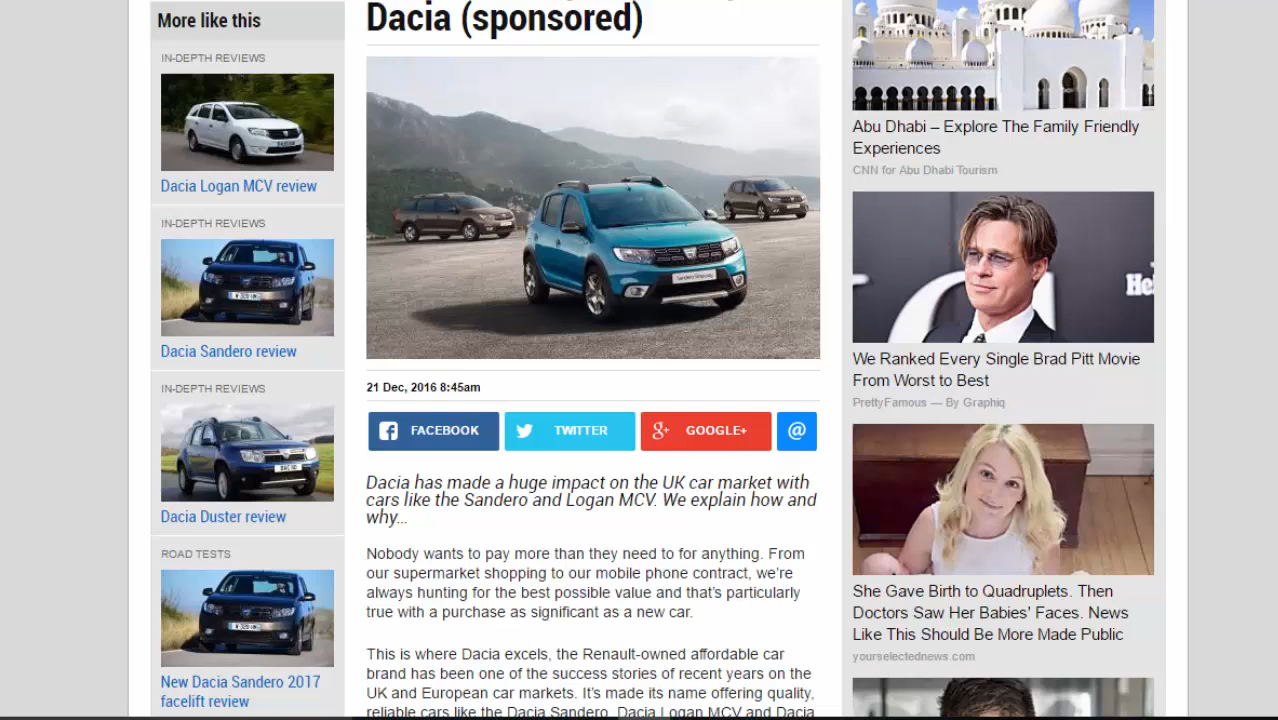 More like this
IN-DEPTH REVIEWS
Dacia Logan MCV review
IN-DEPTH REVIEWS
Dacia Sandero review
IN-DEPTH REVIEWS
Dacia Duster review
ROAD TESTS
New Dacia Sandero 2017
facelift review
Dacia (sponsored)
21 Dec, 2016 8:45am
FACEBOOK
TWITTER
GOOGLE+
@
Dacia has made a huge impact on the UK car market with
cars like the Sandero and Logan MCV. We explain how and
why...
Nobody wants to pay more than they need to for anything. From
our supermarket shopping to our mobile phone contract, we're
always hunting for the best possible value and that's particularly
true with a purchase as significant as a new car.
This is where Dacia excels, the Renault-owned affordable car
brand has been one of the success stories of recent years on the
UK and European car markets. It's made its name offering quality,
reliable cars like the Dacia Sandero, Dacia Logan MCV and Dacia
Abu Dhabi – Explore The Family Friendly
Experiences
CNN for Abu Dhabi Tourism
We Ranked Every Single Brad Pitt Movie
From Worst to Best
PrettyFamous — By Graphiq
She Gave Birth to Quadruplets. Then
Doctors Saw Her Babies' Faces. News
Like This Should Be More Made Public
yourselectednews.com